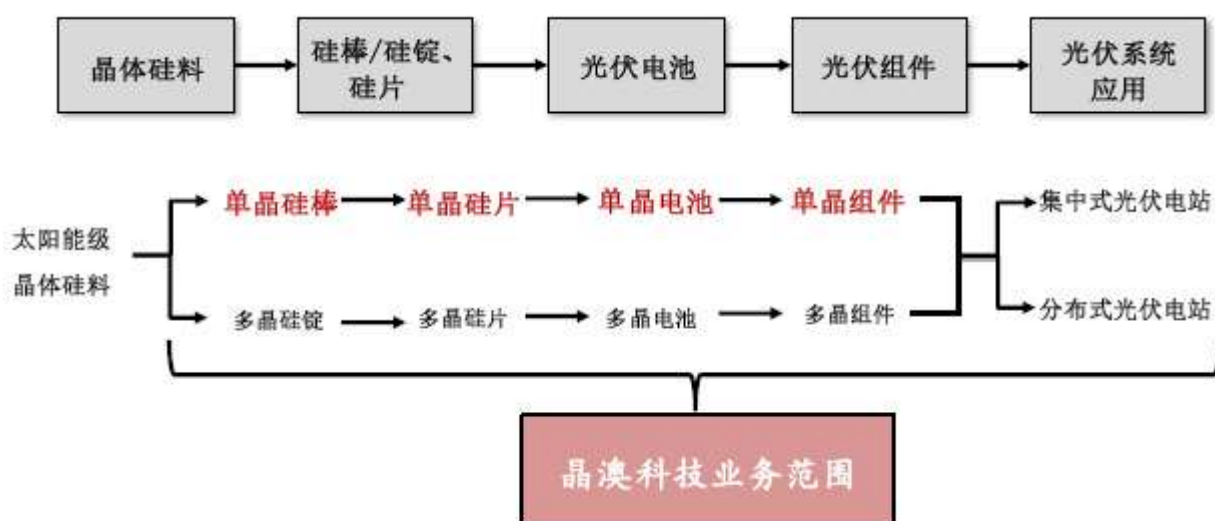 晶体硅料
硅棒/硅锭、
硅片
光伏电池
光伏组件
光伏系统
应用
太阳能级
晶体硅料
单晶硅棒
单晶硅片
单晶电池
单晶组件
多晶硅锭
多晶硅片
多晶电池
多晶组件
集中式光伏电站
分布式光伏电站
晶澳科技业务范围